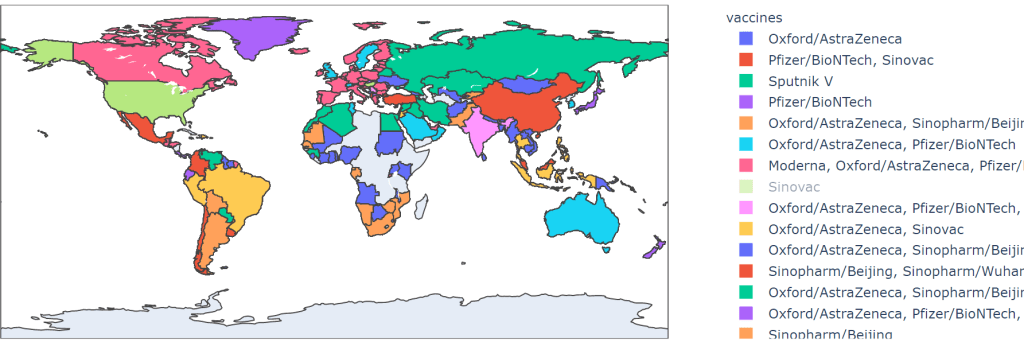 vaccines
Oxford/AstraZeneca
Pfizer/BioNTech, Sinovac
Sputnik V
Pfizer/BioNTech
Oxford/AstraZeneca, Sinopharm/Beijin
Oxford/AstraZeneca, Pfizer/BioNTech
Moderna, Oxford/AstraZeneca, Pfizer/
Sinovac
Oxford/AstraZeneca, Pfizer/BioNTech,
Oxford/AstraZeneca, Sinovac
Oxford/AstraZeneca, Sinopharm/Beijin
Sinopharm/Beijing, Sinopharm/Wuhan
Oxford/AstraZeneca, Sinopharm/Beijin
Oxford/AstraZeneca, Pfizer/BioNTech,
Sinopharm/Beijing